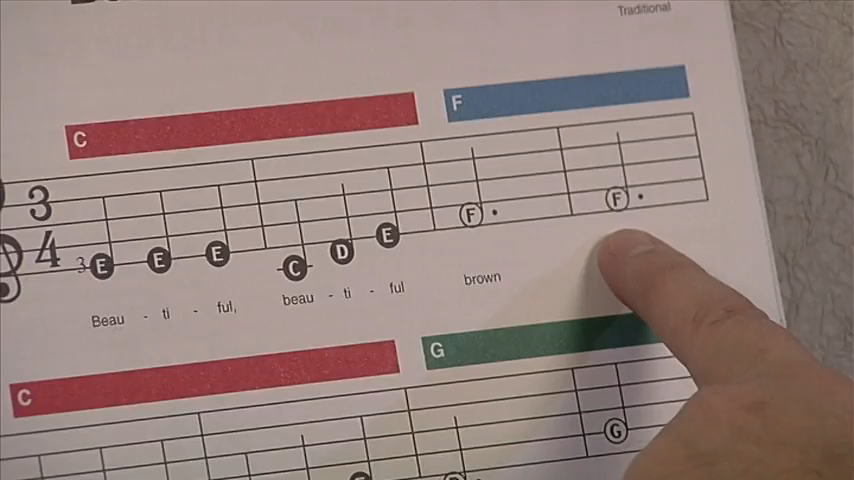 Traditional
C F
3
4
3 E E E C D E F F
Beau - ti - ful, beau - ti - ful brown
C G
G